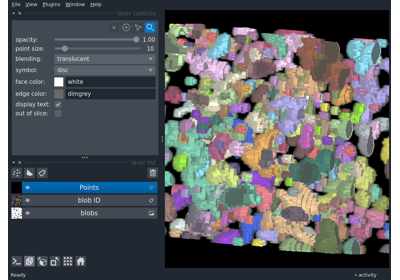 File View Plugins Window Help
layer controls
opacity: 1.00
point size: 10
blending: translucent
symbol: disc
face color: white
edge color: dimgrey
display text:
out of slice:
layer list
Points
blob ID
blobs
Ready
activity